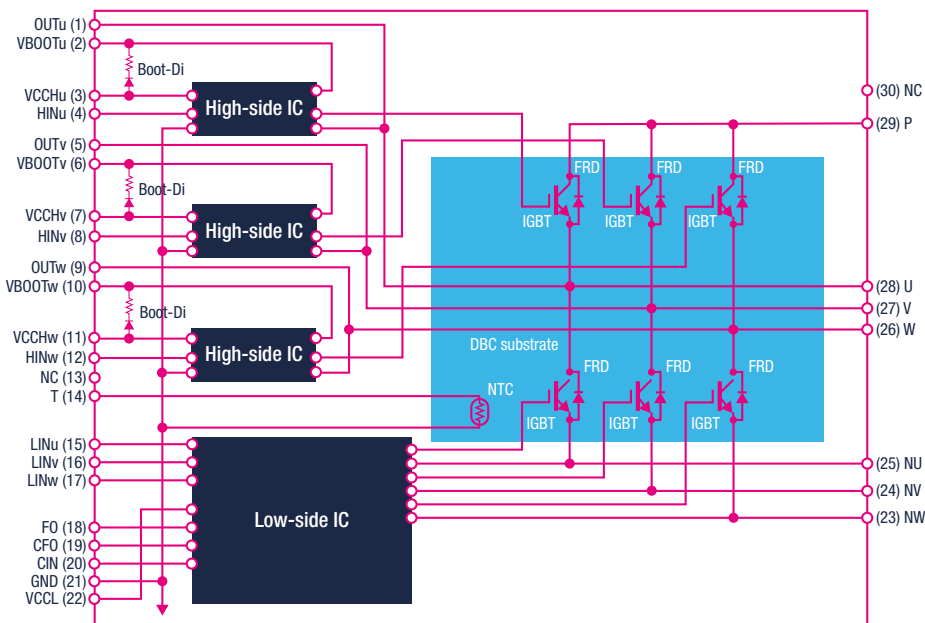 OUTu (1)
VBOOTu (2)
Boot-Di
VCCHu (3)
HINu (4)
High-side IC
OUTv (5)
VBOOTv (6)
Boot-Di
VCCHv (7)
HINv (8)
High-side IC
OUTw (9)
VBOOTw (10)
Boot-Di
VCCHw (11)
HINw (12)
High-side IC
NC (13)
T (14)
LINu (15)
LINv (16)
LINw (17)
FO (18)
CFO (19)
CIN (20)
GND (21)
VCCL (22)
Low-side IC
FRD
FRD
FRD
IGBT
IGBT
IGBT
DBC substrate
NTC
FRD
FRD
FRD
IGBT
IGBT
IGBT
(30) NC
(29) P
(28) U
(27) V
(26) W
(25) NU
(24) NV
(23) NW